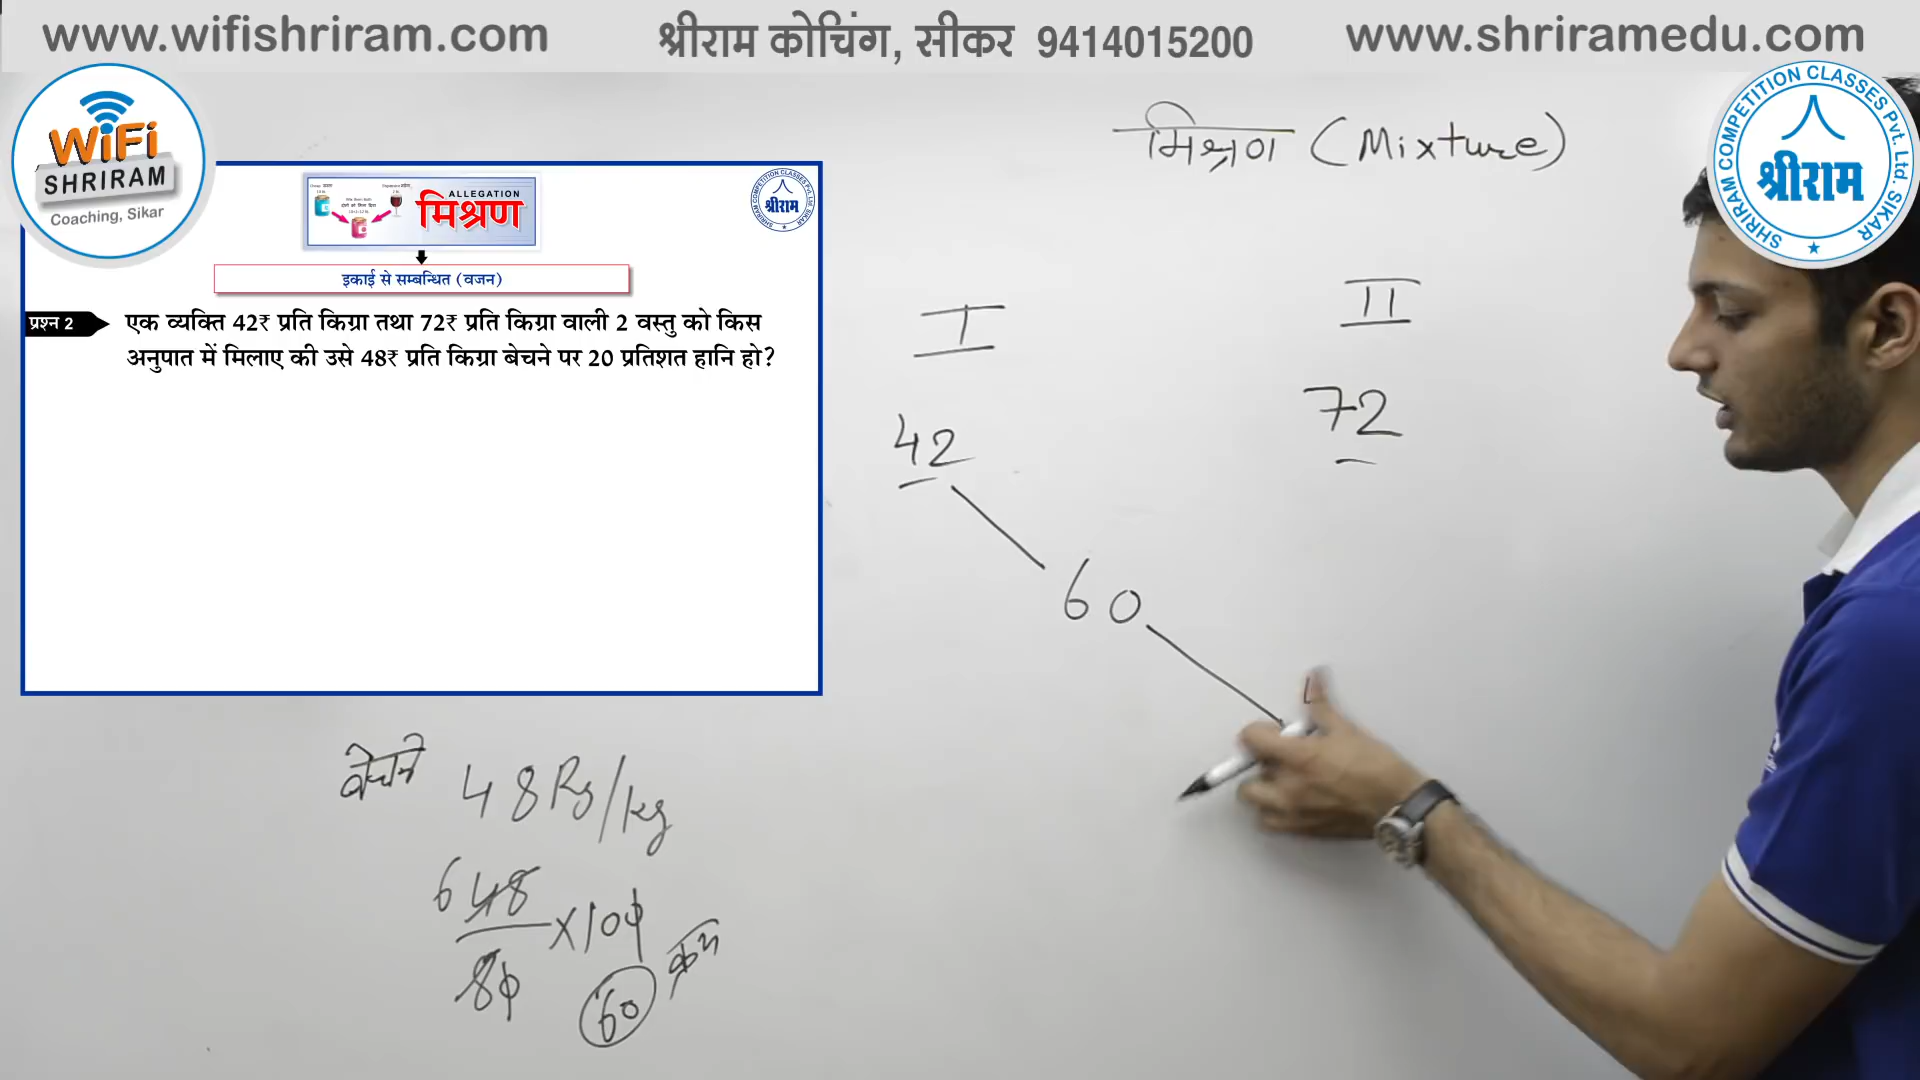 www.wifishriram.com
श्रीराम कोचिंग, सीकर 9414015200
www.shriramedu.com
WiFi
SHRIRAM
Coaching, Sikar
SHRIRAM COMPETITION CLASSES Pvt. Ltd. SIKAR
श्रीराम
ALLEGATION
मिश्रण
श्रीराम
इकाई से सम्बन्धित (वजन)
प्रश्न 2
एक व्यक्ति 42₹ प्रति किग्रा तथा 72₹ प्रति किग्रा वाली 2 वस्तु को किस
अनुपात में मिलाए की उसे 48₹ प्रति किग्रा बेचने पर 20 प्रतिशत हानि हो?
मिश्रण (Mixture)
I
II
42
72
60
बेचने 48Rs/kg
6 48
80
×100
60 क्रय